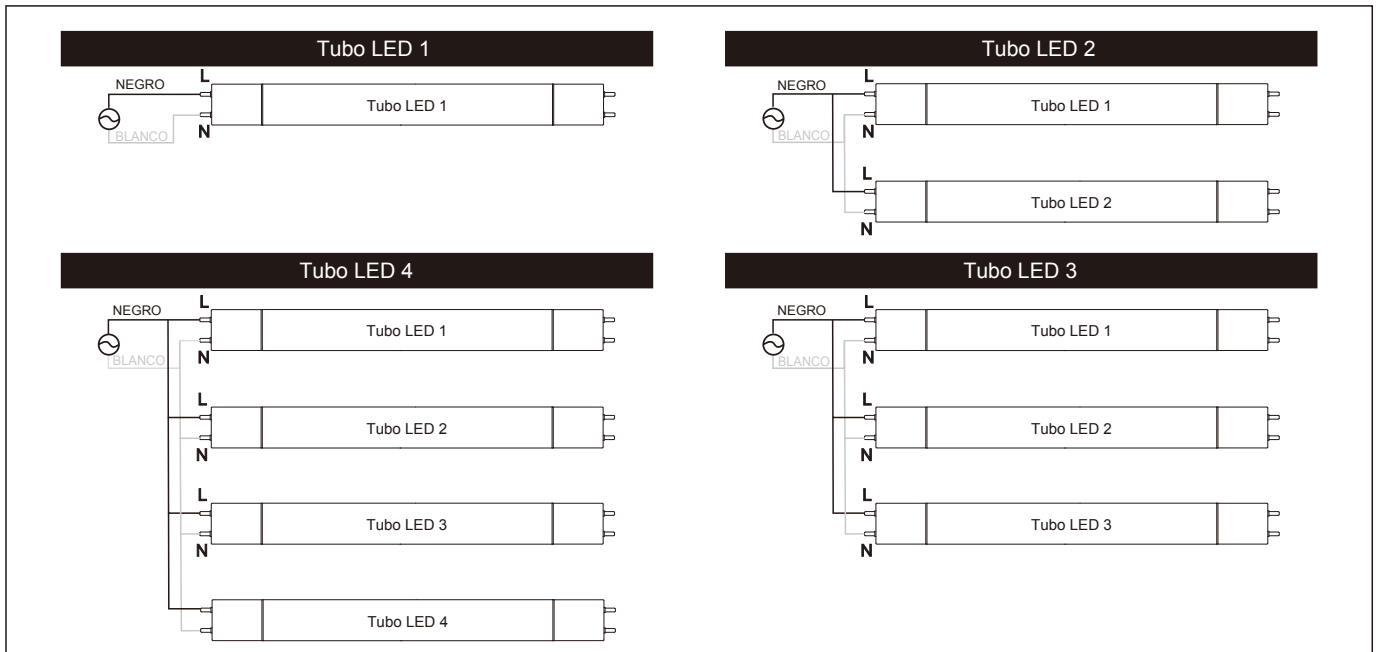 Tubo LED 1
NEGRO
L
Tubo LED 1
BLANCO
N
Tubo LED 2
NEGRO
L
Tubo LED 1
BLANCO
N
L
Tubo LED 2
N
Tubo LED 4
NEGRO
L
Tubo LED 1
BLANCO
N
L
Tubo LED 2
N
L
Tubo LED 3
N
Tubo LED 4
Tubo LED 3
NEGRO
L
Tubo LED 1
BLANCO
N
L
Tubo LED 2
N
L
Tubo LED 3
N